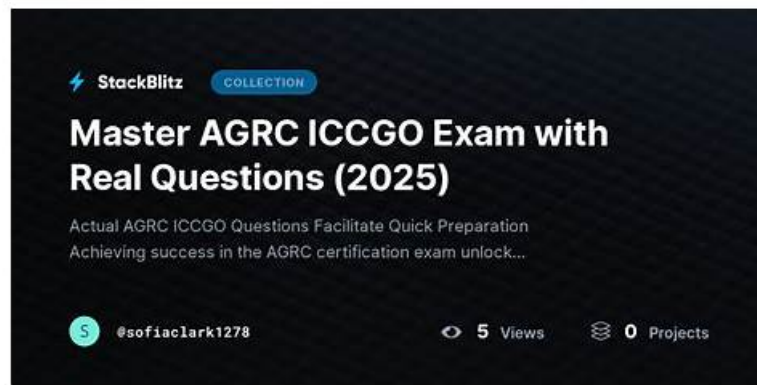 StackBlitz COLLECTION
Master AGRC ICCGO Exam with
Real Questions (2025)
Actual AGRC ICCGO Questions Facilitate Quick Preparation
Achieving success in the AGRC certification exam unlock...
S @sofiaclark1278 5 Views 0 Projects